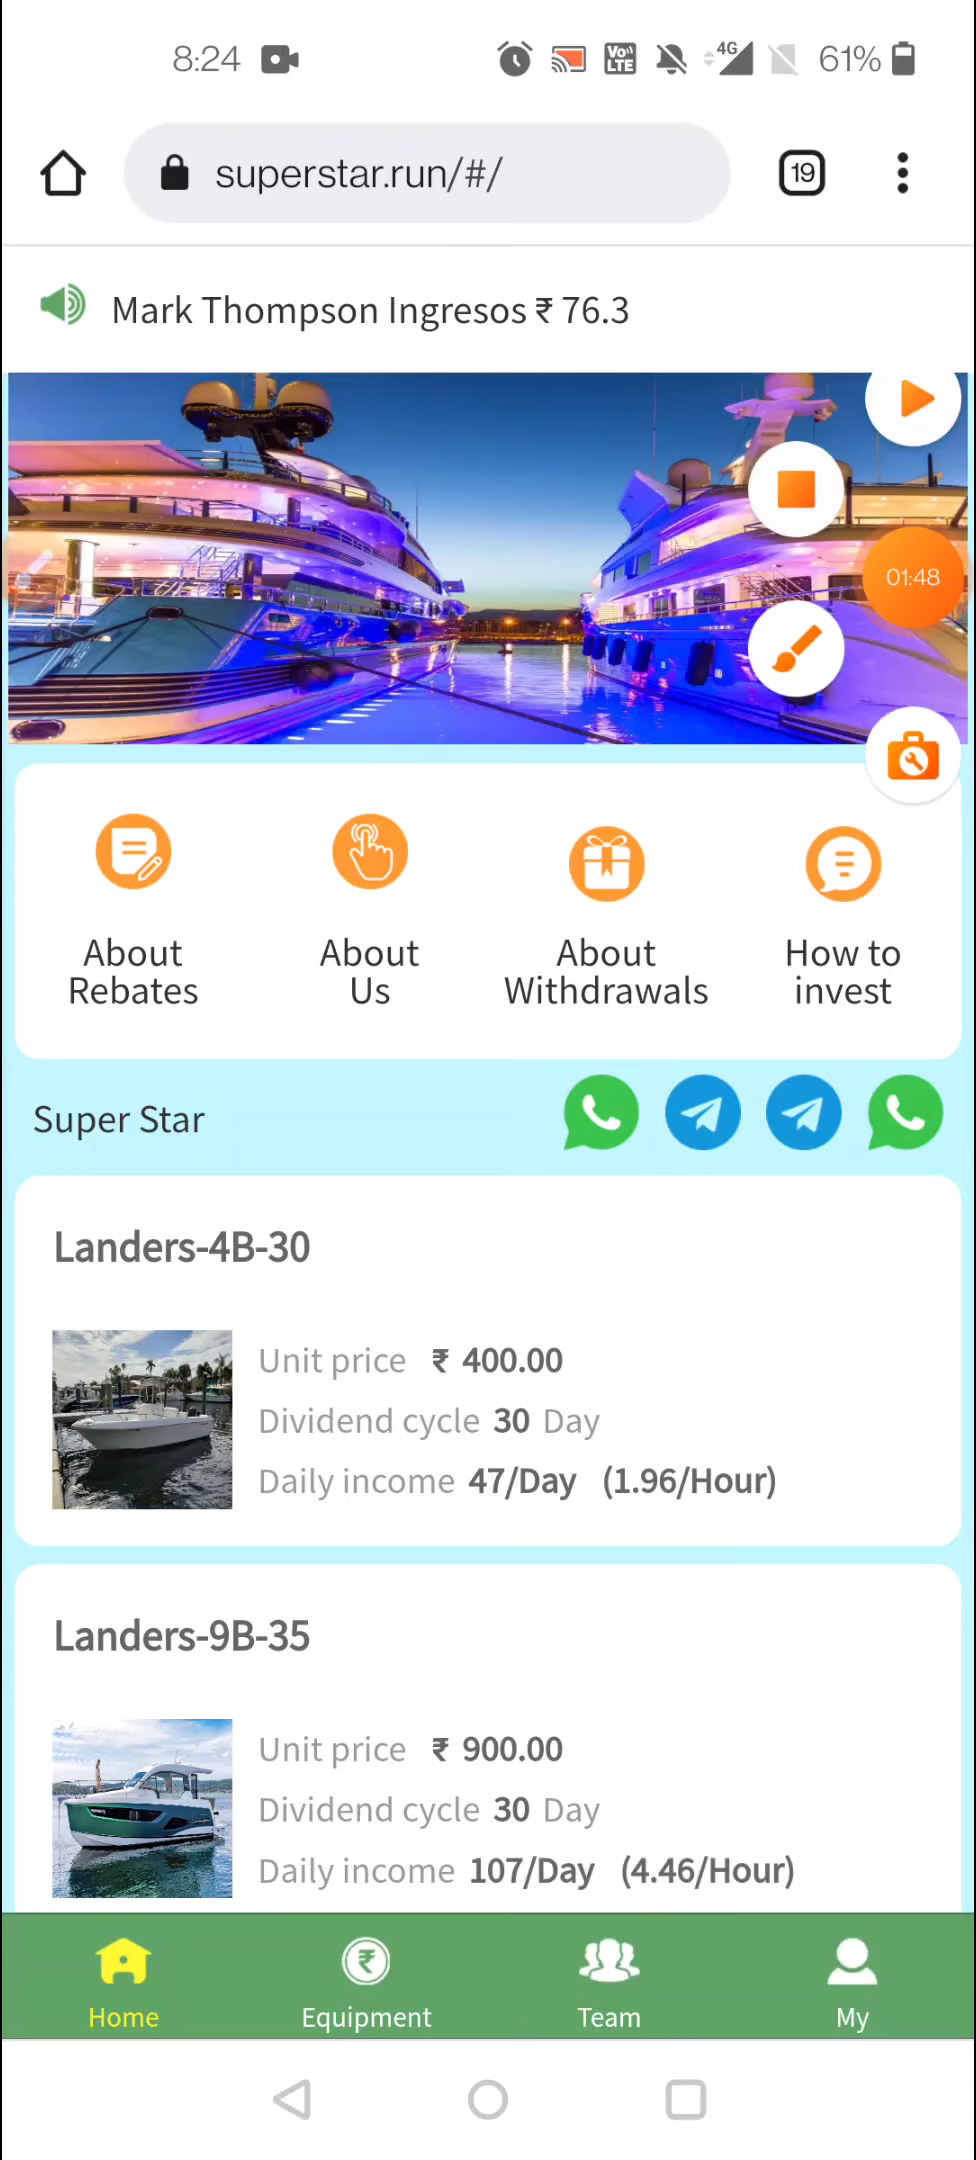 8:24
Vo))
LTE
4G
61%
superstar.run/#/
19
Mark Thompson Ingresos ₹ 76.3
01:48
About
Rebates
About
Us
About
Withdrawals
How to
invest
Super Star
Landers-4B-30
Unit price ₹ 400.00
Dividend cycle 30 Day
Daily income 47/Day (1.96/Hour)
Landers-9B-35
Unit price ₹ 900.00
Dividend cycle 30 Day
Daily income 107/Day (4.46/Hour)
Home
Equipment
Team
My